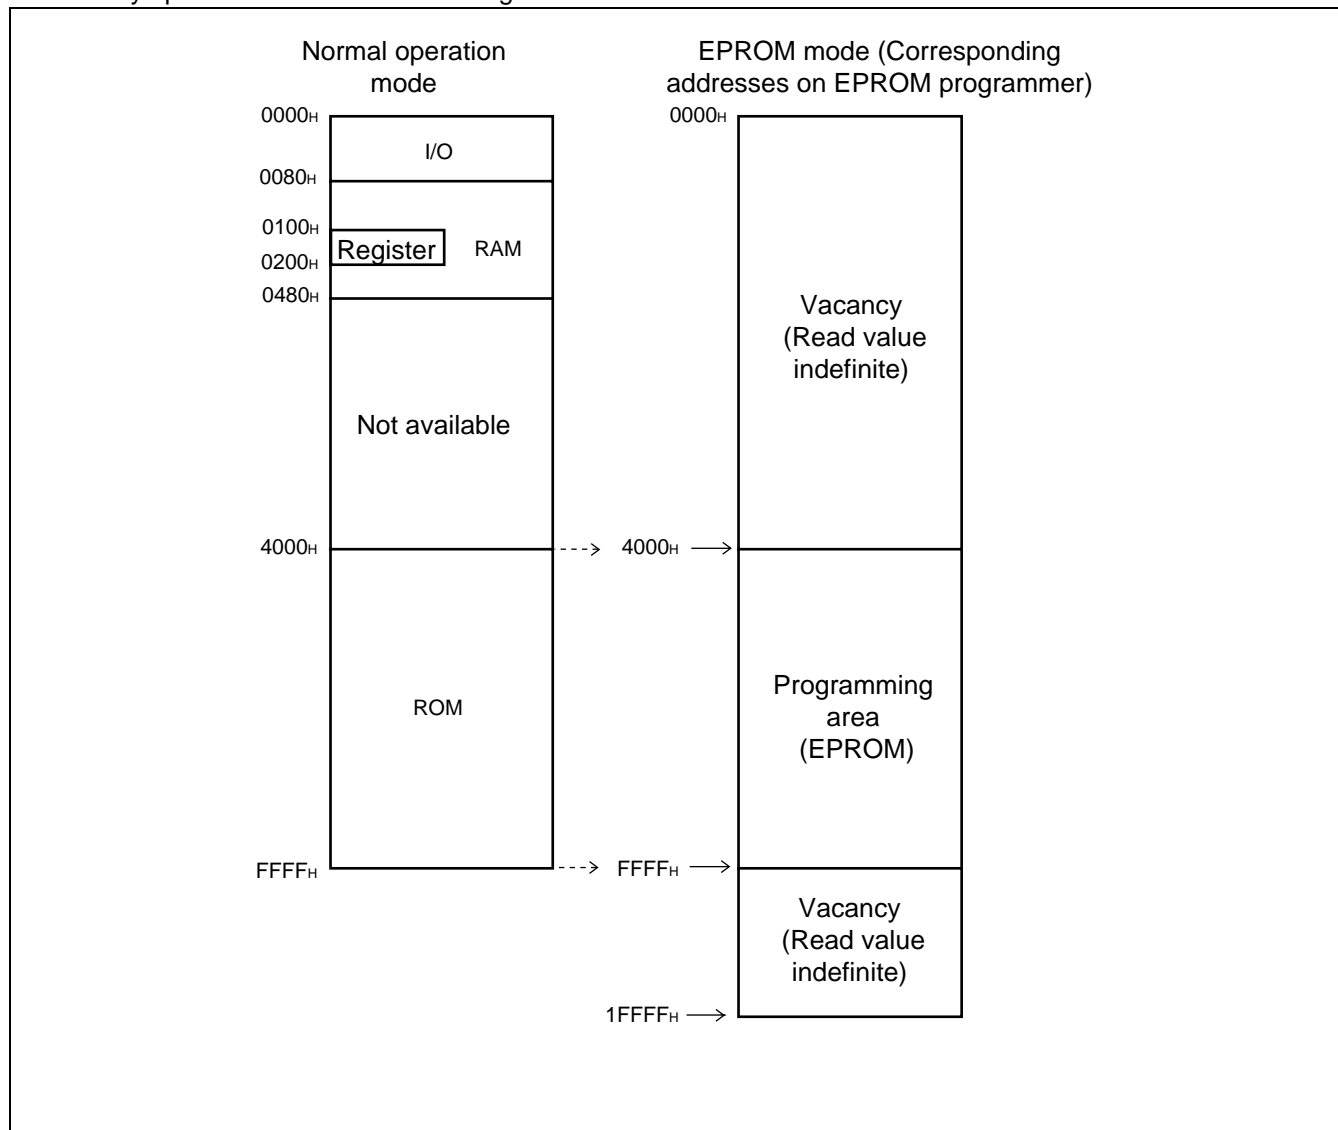 Normal operation
mode
0000H
I/O
0080H
0100H
Register
RAM
0200H
0480H
Not available
4000H
ROM
FFFFH
EPROM mode (Corresponding
addresses on EPROM programmer)
0000H
Vacancy
(Read value
indefinite)
4000H
Programming
area
(EPROM)
FFFFH
Vacancy
(Read value
indefinite)
1FFFFH